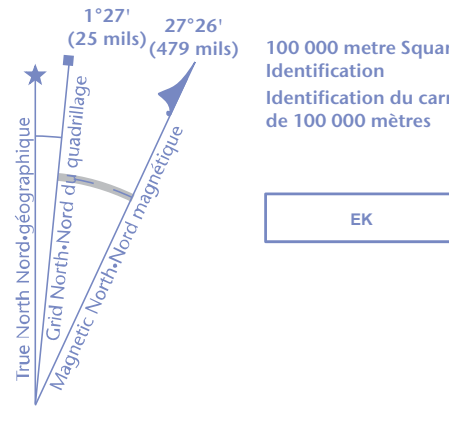 1°27'
(25 mils)
27°26'
(479 mils)
True North Nord•géographique
Grid North•Nord du quadrillage
Magnetic North•Nord magnétique
100 000 metre Squar
Identification
Identification du carr
de 100 000 mètres
EK